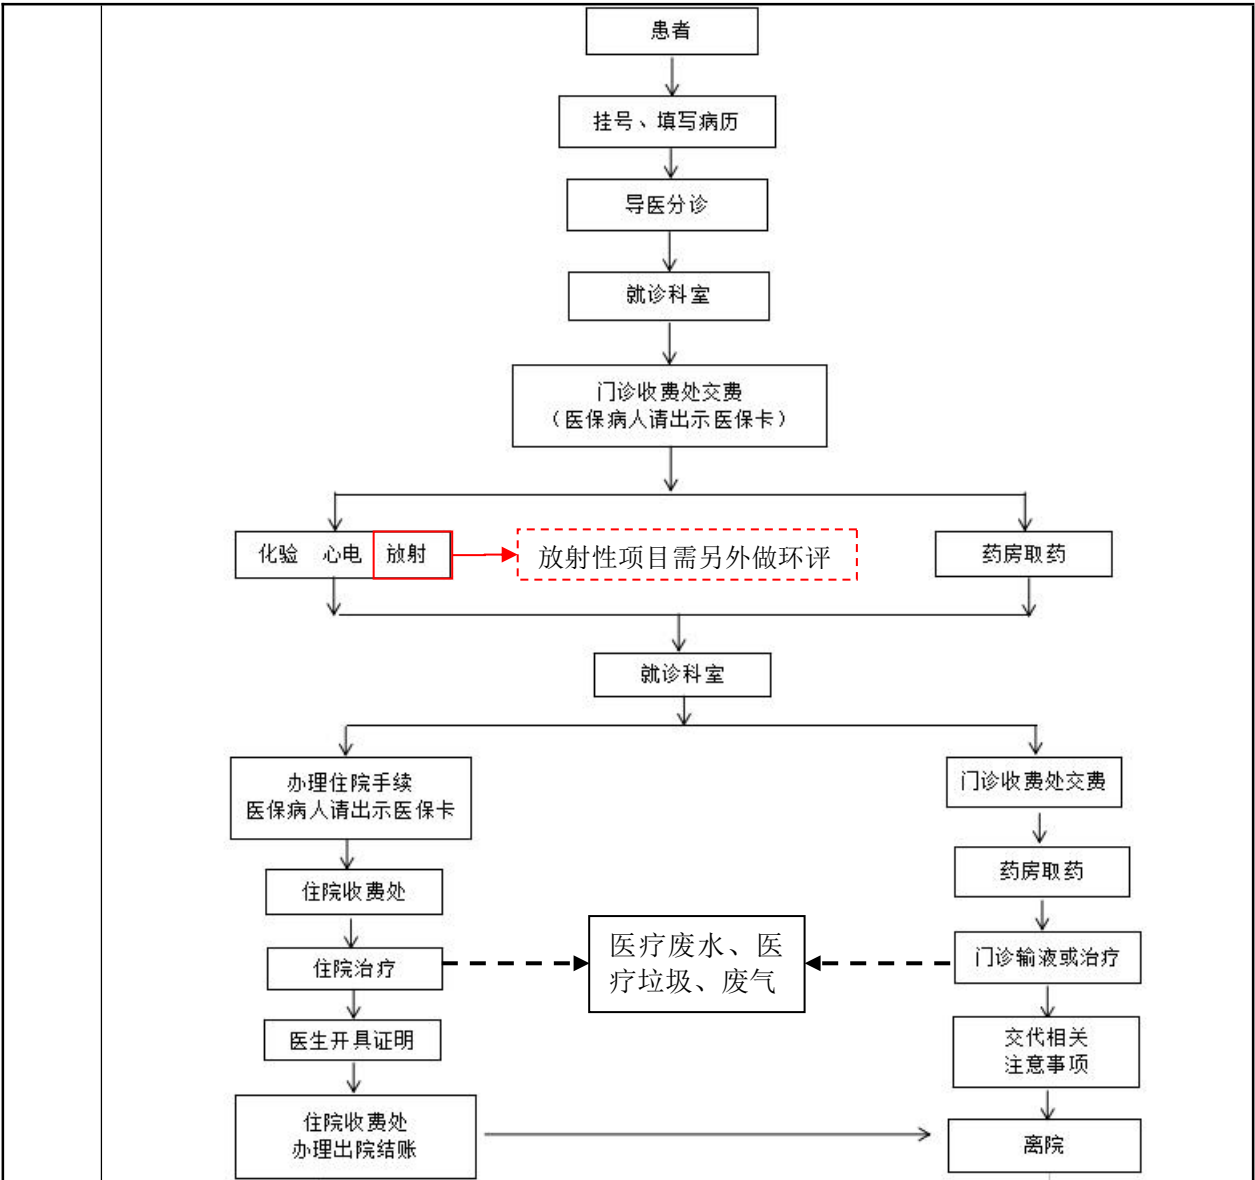 患者
挂号、填写病历
导医分诊
就诊科室
门诊收费处交费
（医保病人请出示医保卡）
化验 心电 放射
放射性项目需另外做环评
药房取药
就诊科室
办理住院手续
医保病人请出示医保卡
门诊收费处交费
住院收费处
药房取药
医疗废水、医
疗垃圾、废气
住院治疗
门诊输液或治疗
医生开具证明
交代相关
注意事项
住院收费处
办理出院结账
离院